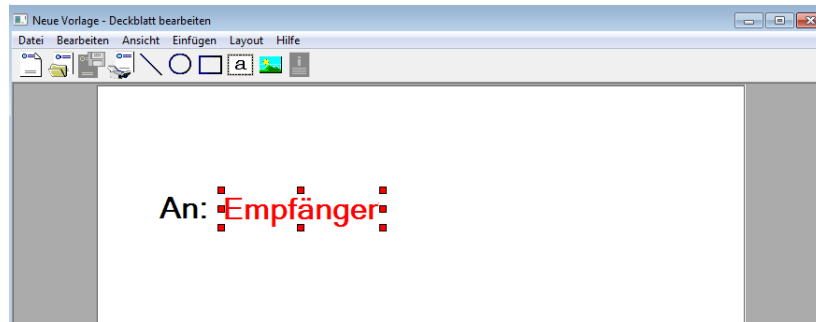 Neue Vorlage - Deckblatt bearbeiten
Datei Bearbeiten Ansicht Einfügen Layout Hilfe
a i
An: Empfänger